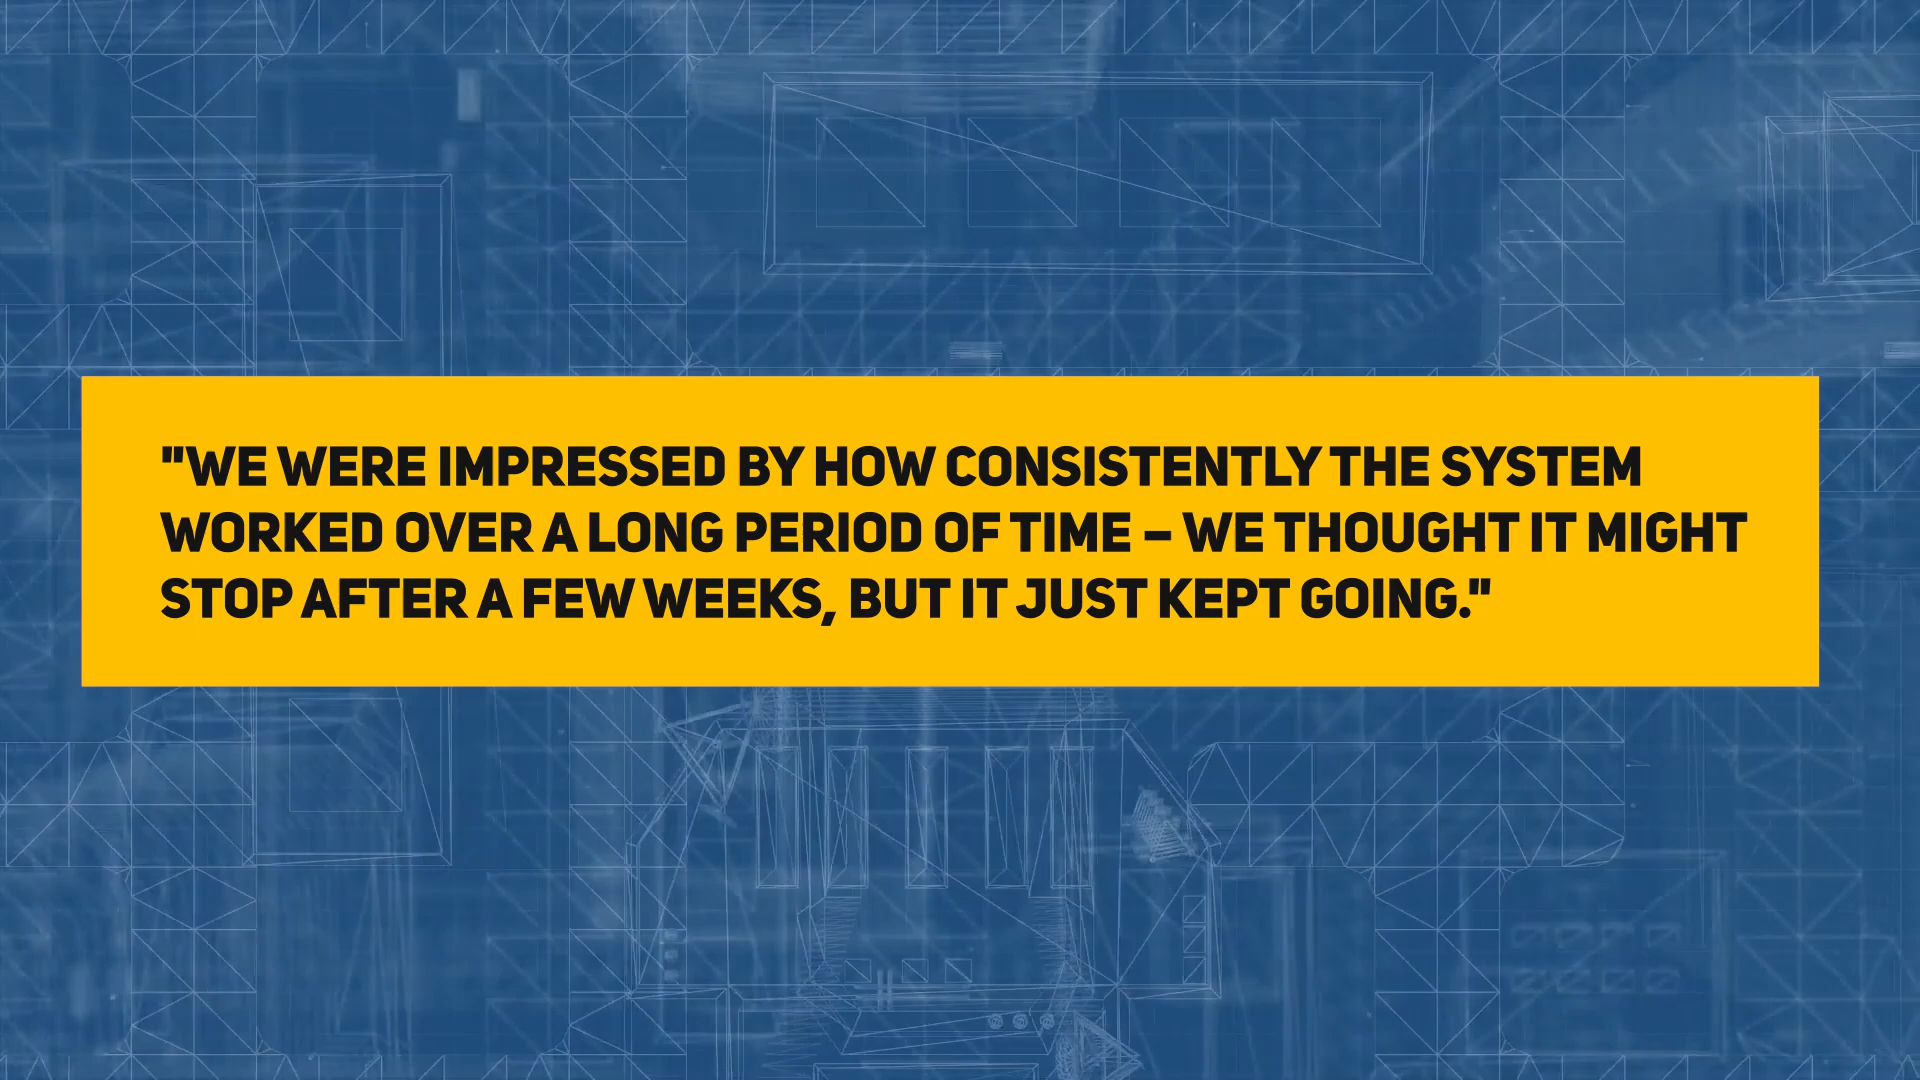 "WE WERE IMPRESSED BY HOW CONSISTENTLY THE SYSTEM
WORKED OVER A LONG PERIOD OF TIME – WE THOUGHT IT MIGHT
STOP AFTER A FEW WEEKS, BUT IT JUST KEPT GOING."